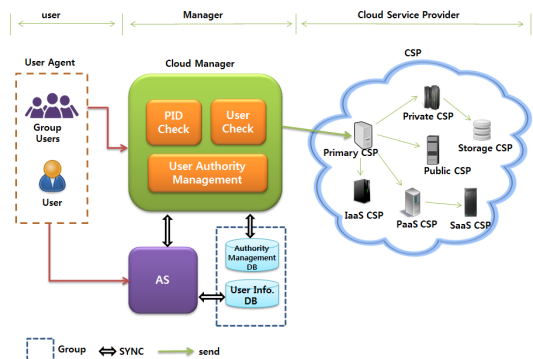 user
Manager
Cloud Service Provider
User Agent
Group
Users
User
Cloud Manager
PID
Check
User
Check
User Authority
Management
AS
Authority
Management
DB
User Info.
DB
CSP
Primary CSP
Private CSP
Storage CSP
Public CSP
IaaS CSP
PaaS CSP
SaaS CSP
Group
SYNC
send